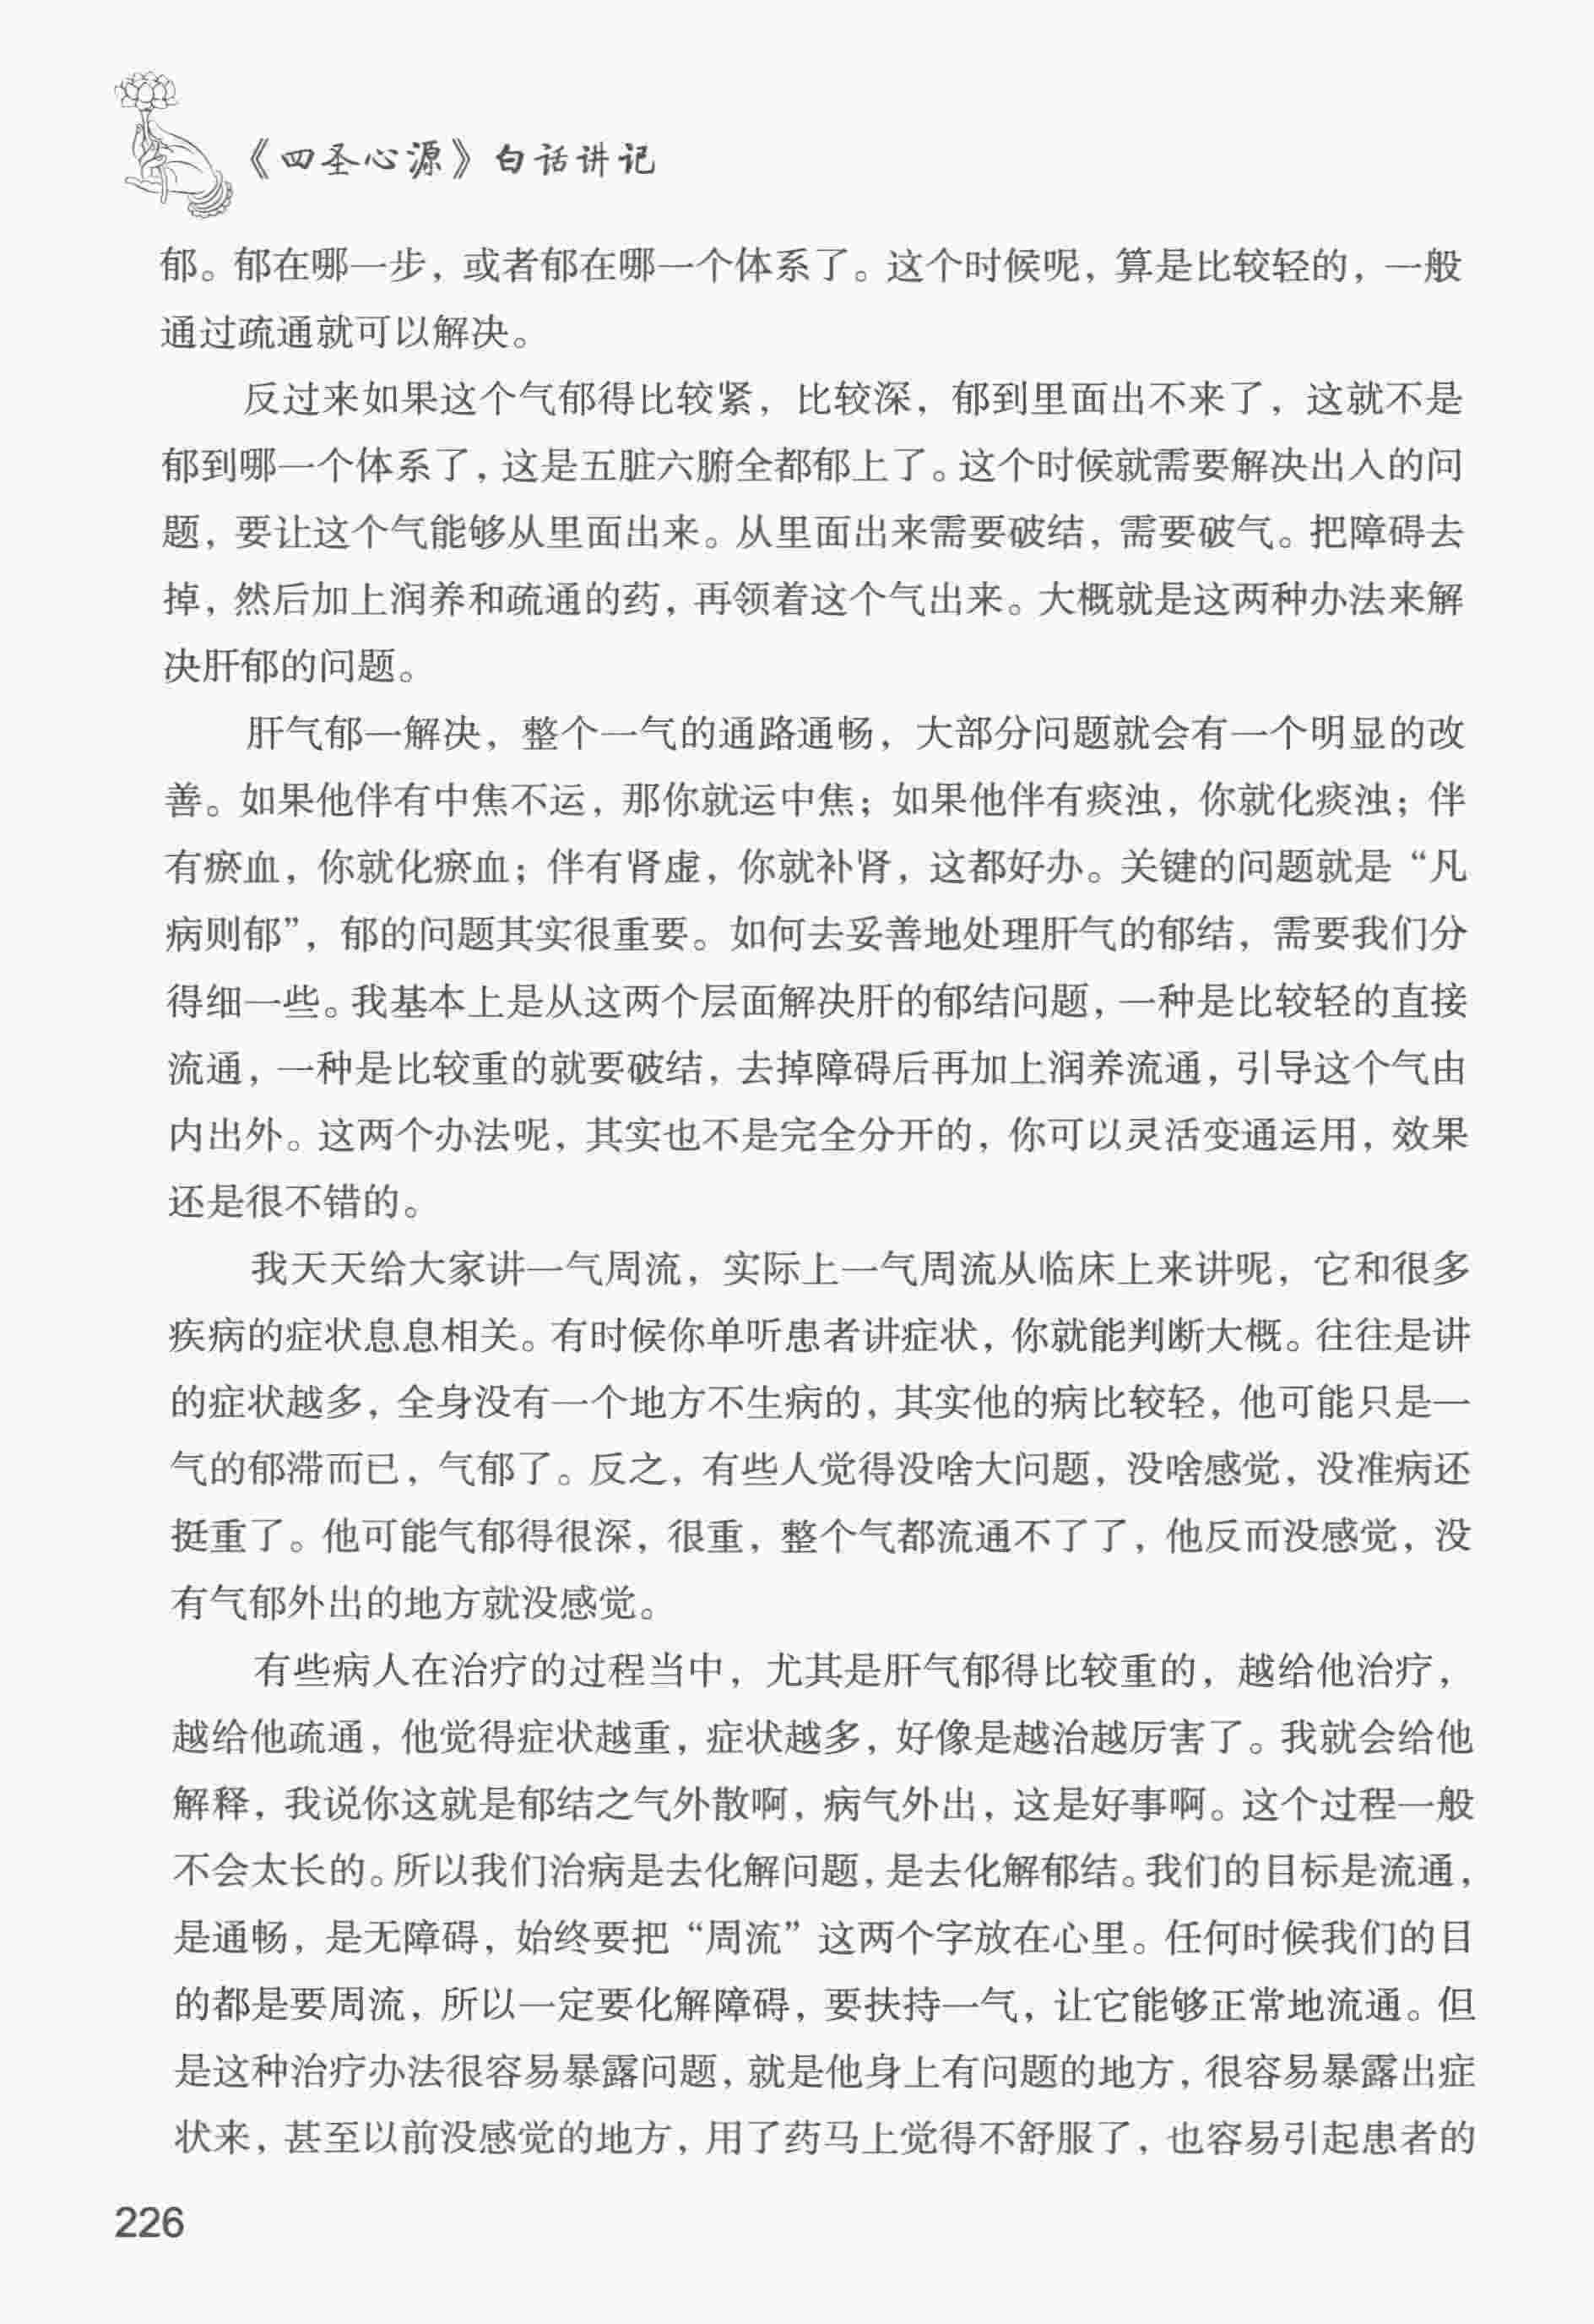 《四圣心源》白话讲记
郁。郁在哪一步，或者郁在哪一个体系了。这个时候呢，算是比较轻的，一般
通过疏通就可以解决。
反过来如果这个气郁得比较紧，比较深，郁到里面出不来了，这就不是
郁到哪一个体系了，这是五脏六腑全都郁上了。这个时候就需要解决出入的问
题，要让这个气能够从里面出来。从里面出来需要破结，需要破气。把障碍去
掉，然后加上润养和疏通的药，再领着这个气出来。大概就是这两种办法来解
决肝郁的问题。
肝气郁一解决，整个一气的通路通畅，大部分问题就会有一个明显的改
善。如果他伴有中焦不运，那你就运中焦；如果他伴有痰浊，你就化痰浊；伴
有瘀血，你就化瘀血；伴有肾虚，你就补肾，这都好办。关键的问题就是“凡
病则郁”，郁的问题其实很重要。如何去妥善地处理肝气的郁结，需要我们分
得细一些。我基本上是从这两个层面解决肝的郁结问题，一种是比较轻的直接
流通，一种是比较重的就要破结，去掉障碍后再加上润养流通，引导这个气由
内出外。这两个办法呢，其实也不是完全分开的，你可以灵活变通运用，效果
还是很不错的。
我天天给大家讲一气周流，实际上一气周流从临床上来讲呢，它和很多
疾病的症状息息相关。有时候你单听患者讲症状，你就能判断大概。往往是讲
的症状越多，全身没有一个地方不生病的，其实他的病比较轻，他可能只是一
气的郁滞而已，气郁了。反之，有些人觉得没啥大问题，没啥感觉，没准病还
挺重了。他可能气郁得很深，很重，整个气都流通不了了，他反而没感觉，没
有气郁外出的地方就没感觉。
有些病人在治疗的过程当中，尤其是肝气郁得比较重的，越给他治疗，
越给他疏通，他觉得症状越重，症状越多，好像是越治越厉害了。我就会给他
解释，我说你这就是郁结之气外散啊，病气外出，这是好事啊。这个过程一般
不会太长的。所以我们治病是去化解问题，是去化解郁结。我们的目标是流通，
是通畅，是无障碍，始终要把“周流”这两个字放在心里。任何时候我们的目
的都是要周流，所以一定要化解障碍，要扶持一气，让它能够正常地流通。但
是这种治疗办法很容易暴露问题，就是他身上有问题的地方，很容易暴露出症
状来，甚至以前没感觉的地方，用了药马上觉得不舒服了，也容易引起患者的
226